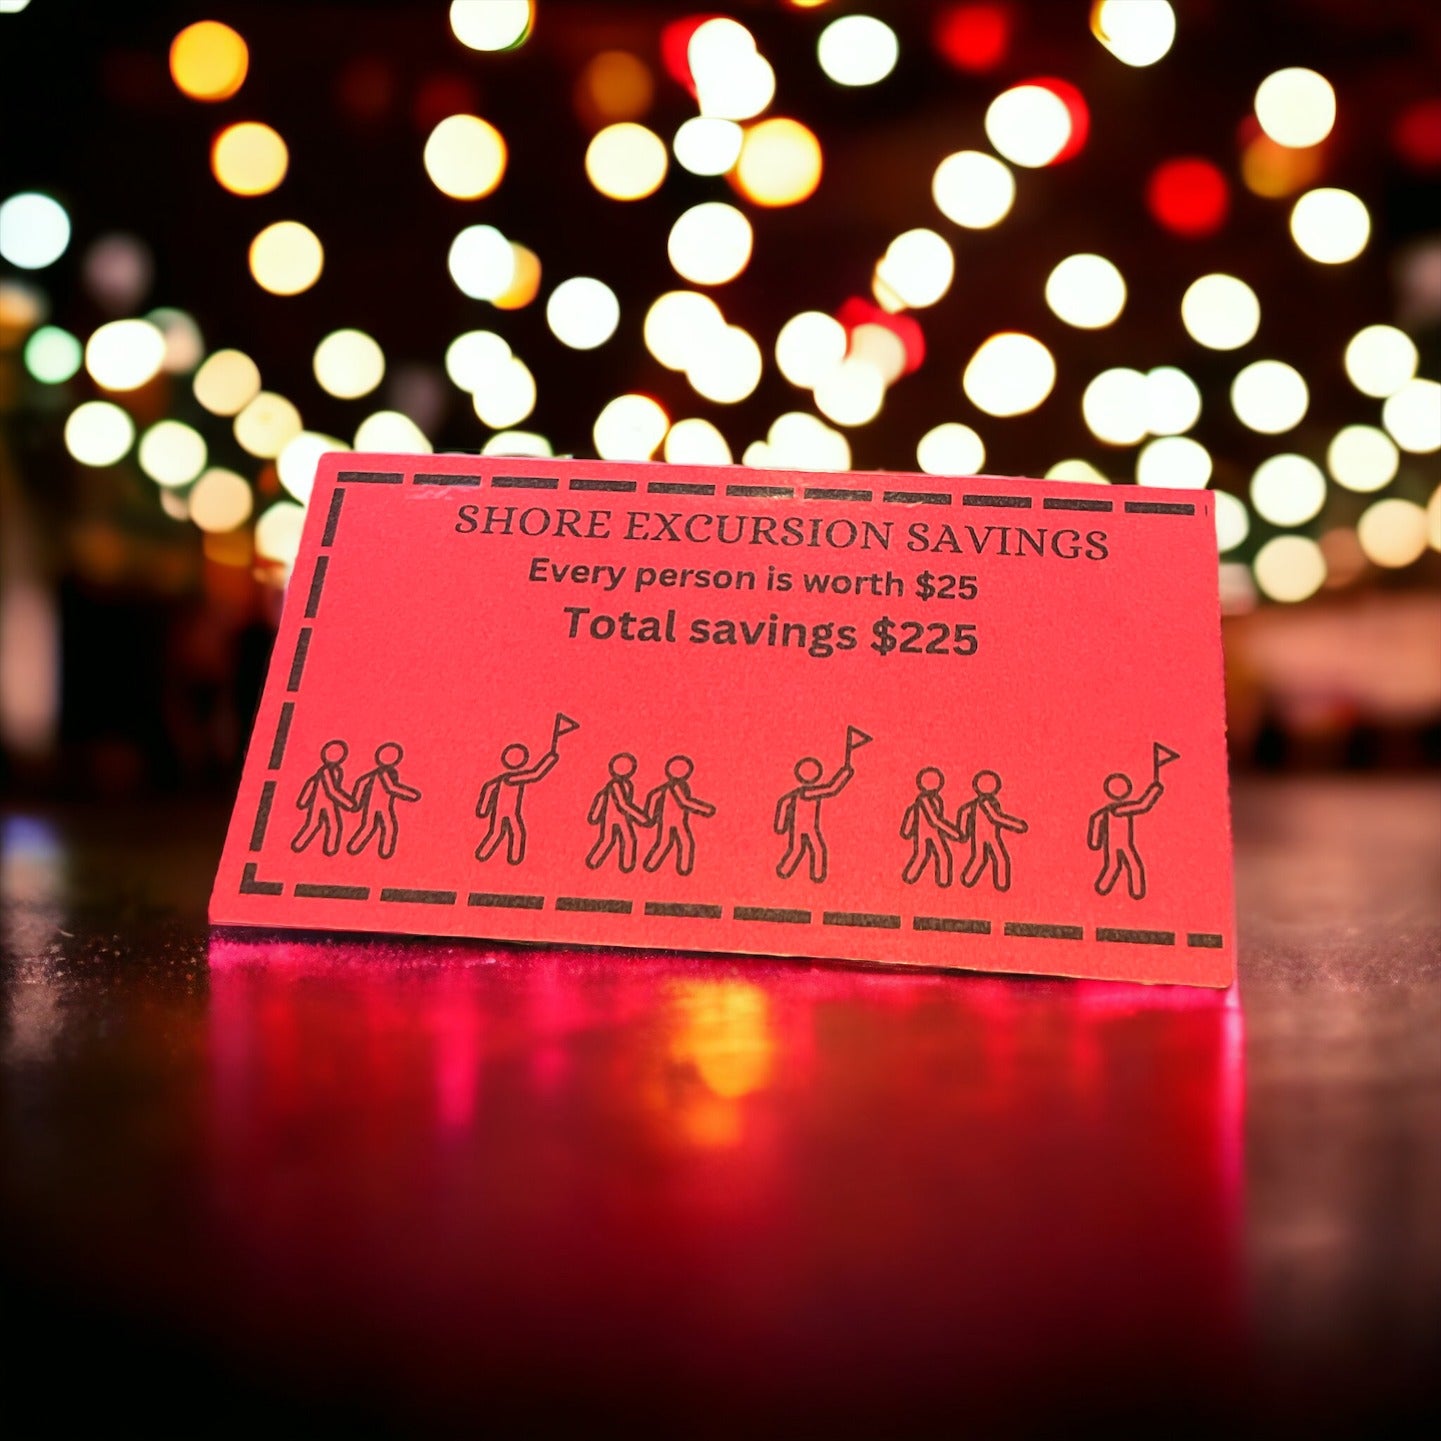 SHORE EXCURSION SAVINGS
Every person is worth $25
Total savings $225